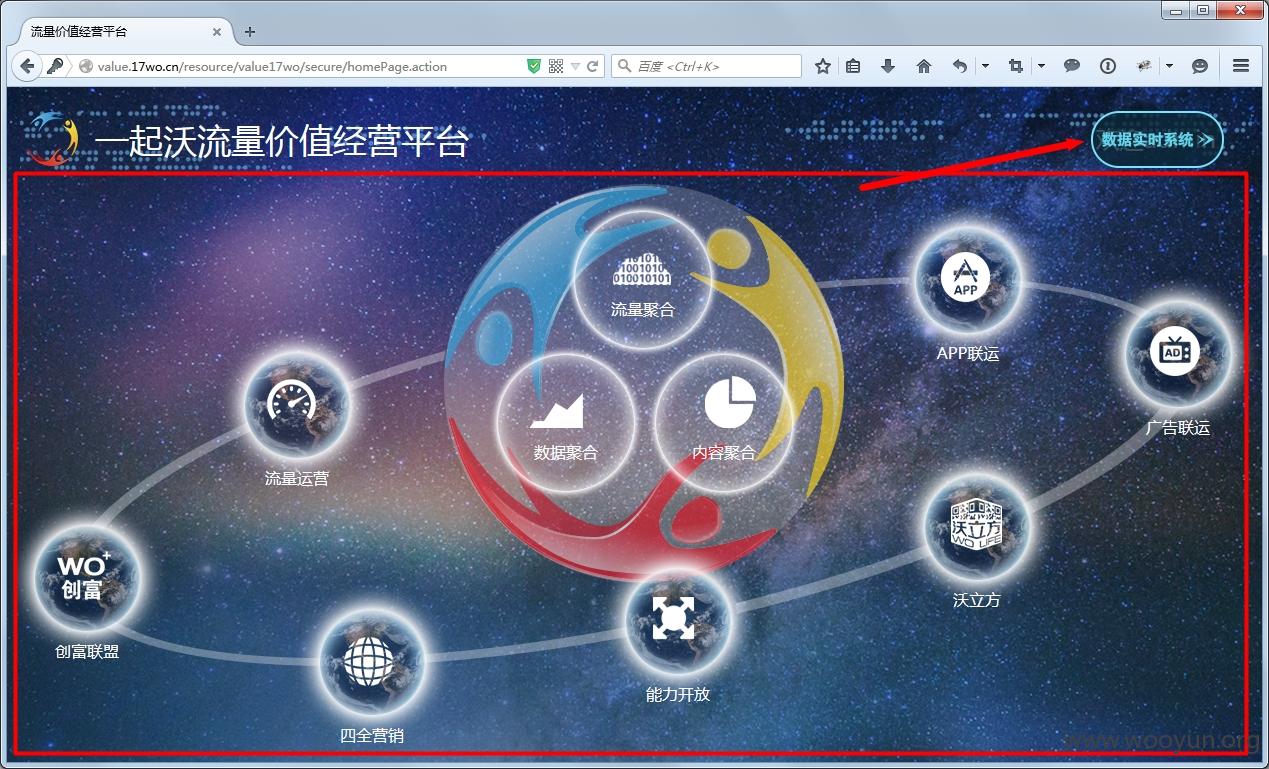 流量价值经营平台
value.17wo.cn/resource/value17wo/secure/homePage.action
百度 <Ctrl+K>
一起沃流量价值经营平台
数据实时系统
流量聚合
APP
APP联运
AD
广告联运
数据聚合
内容聚合
流量运营
沃立方
WO LIFE
沃立方
WO+
创富
创富联盟
能力开放
四全营销
www.wooyun.org